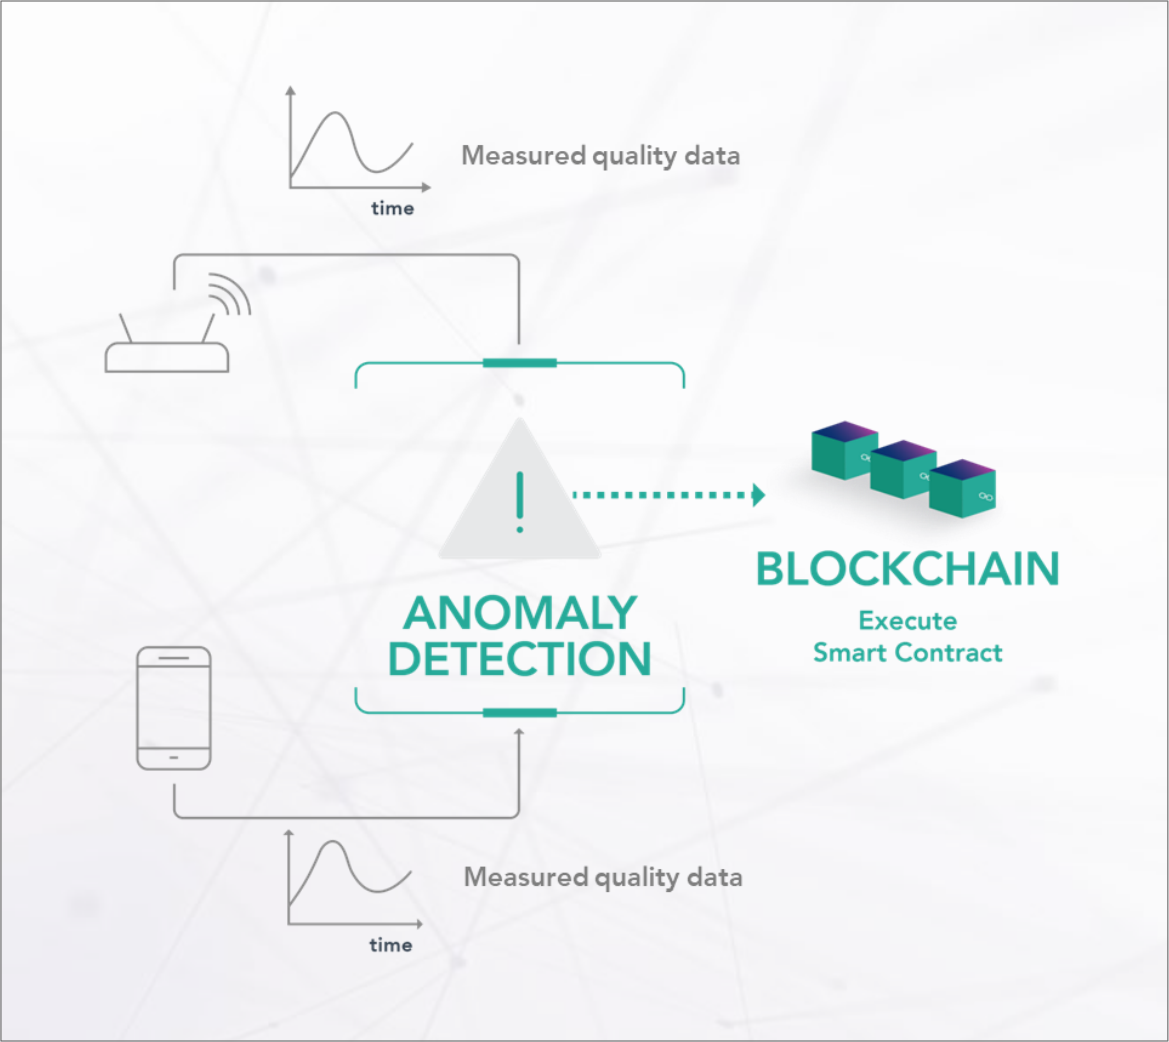 Measured quality data
time
!
ANOMALY
DETECTION
BLOCKCHAIN
Execute
Smart Contract
Measured quality data
time